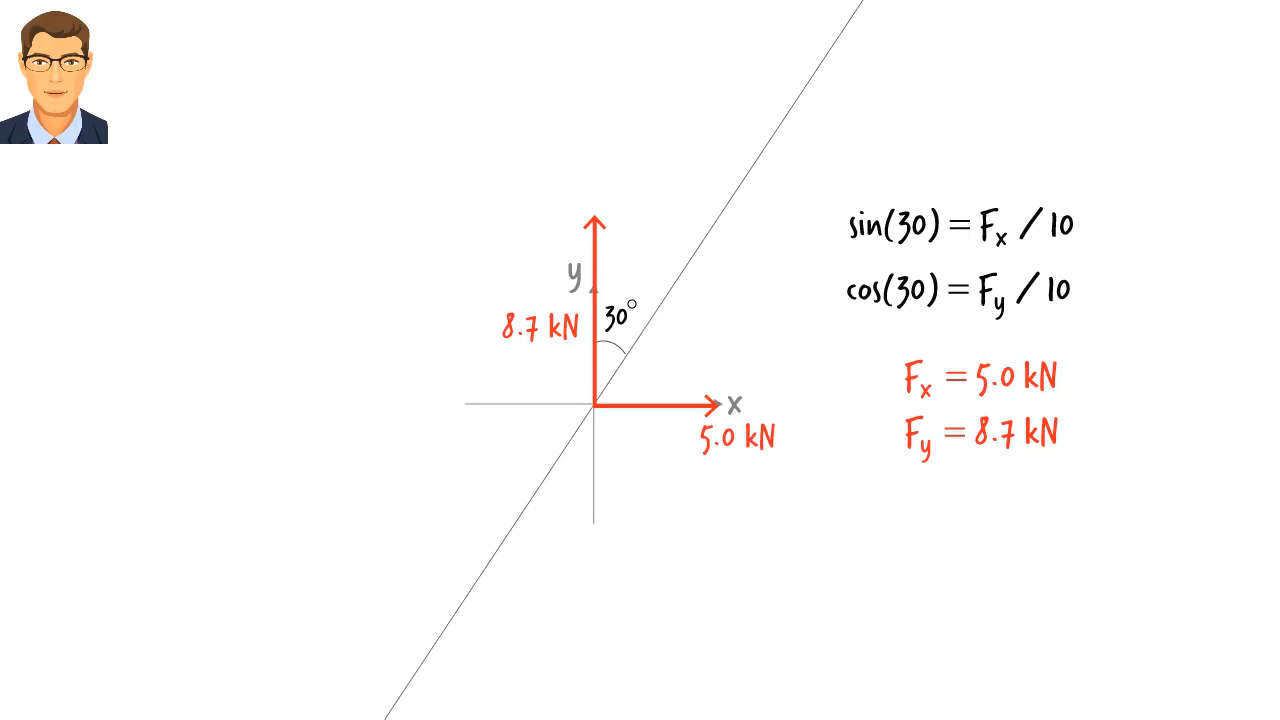 sin(30) = Fx / 10
y
cos(30) = Fy / 10
30°
8.7 kN
Fx = 5.0 kN
x
5.0 kN
Fy = 8.7 kN